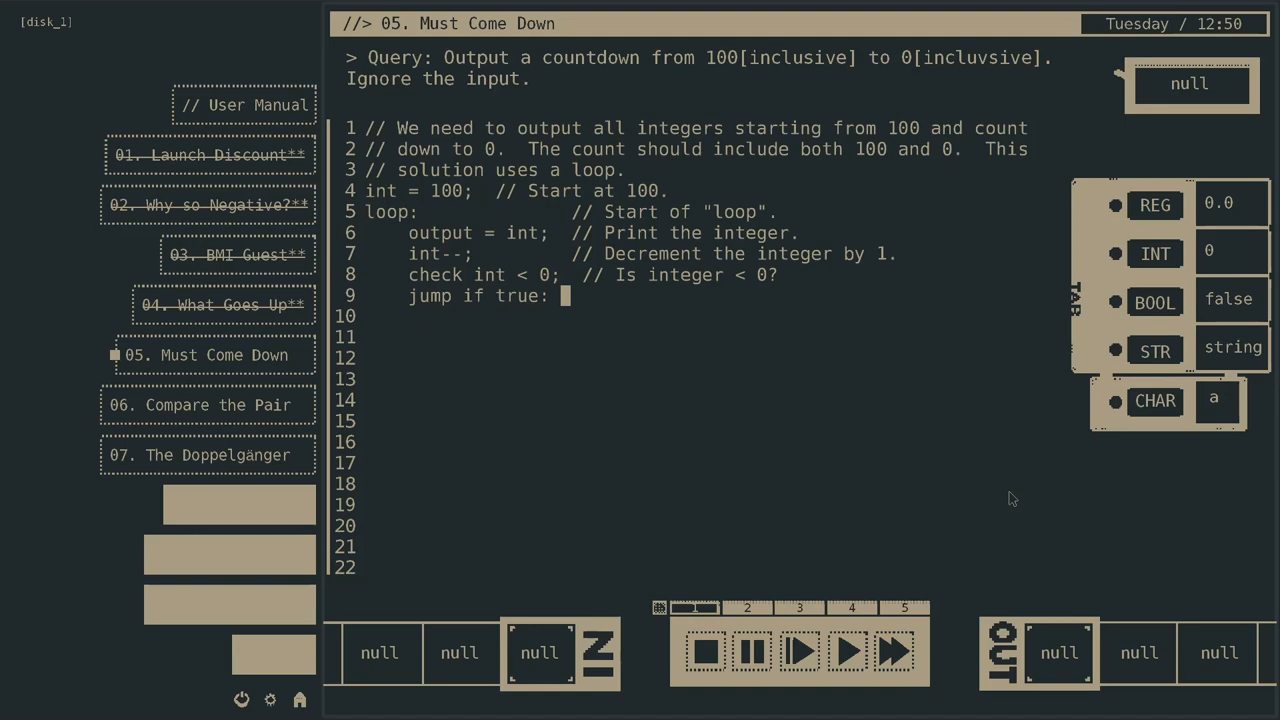 [disk_1]
//> 05. Must Come Down
Tuesday / 12:50
> Query: Output a countdown from 100[inclusive] to 0[incluvsive].
Ignore the input.
null
// User Manual
01. Launch Discount**
02. Why so Negative?**
03. BMI Guest**
04. What Goes Up**
05. Must Come Down
06. Compare the Pair
07. The Doppelgänger
1 // We need to output all integers starting from 100 and count
2 // down to 0.  The count should include both 100 and 0.  This
3 // solution uses a loop.
4 int = 100;  // Start at 100.
5 loop:              // Start of "loop".
6     output = int;  // Print the integer.
7     int--;         // Decrement the integer by 1.
8     check int < 0;  // Is integer < 0?
9     jump if true:
10
11
12
13
14
15
16
17
18
19
20
21
22
TAB
REG 0.0
INT 0
BOOL false
STR string
CHAR a
1 2 3 4 5
null null null IN
OUT null null null